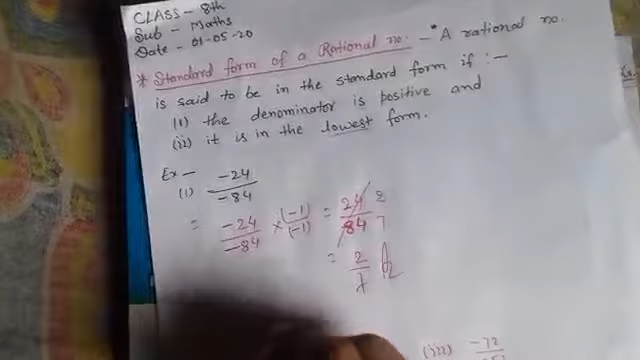 CLASS - 8th
Sub - Maths
Date - 01-05-20
* Standard form of a Rational no. - * A rational no.
is said to be in the standard form if :-
(i) the denominator is positive and
(ii) it is in the lowest form.
Ex -
(i) -24/-84
= -24/-84 × (-1)/(-1) = 24/84 2/7
= 2/7
(iii) -72